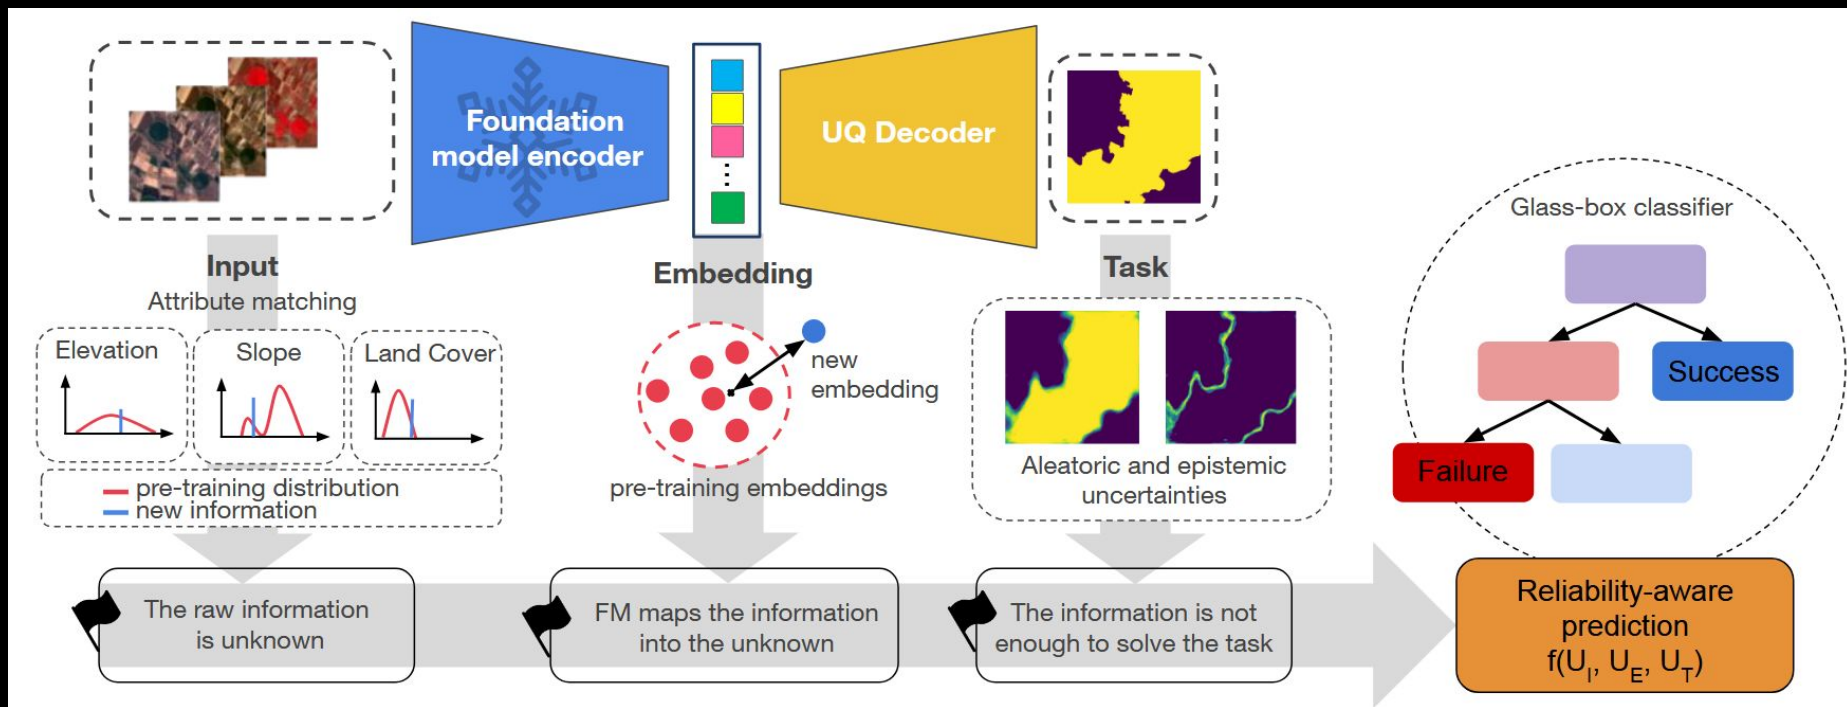 Foundation
model encoder
UQ Decoder
Input
Attribute matching
Elevation
Slope
Land Cover
pre-training distribution
new information
Embedding
new
embedding
pre-training embeddings
Task
Aleatoric and epistemic
uncertainties
Glass-box classifier
Success
Failure
The raw information
is unknown
FM maps the information
into the unknown
The information is not
enough to solve the task
Reliability-aware
prediction
f(U_I, U_E, U_T)